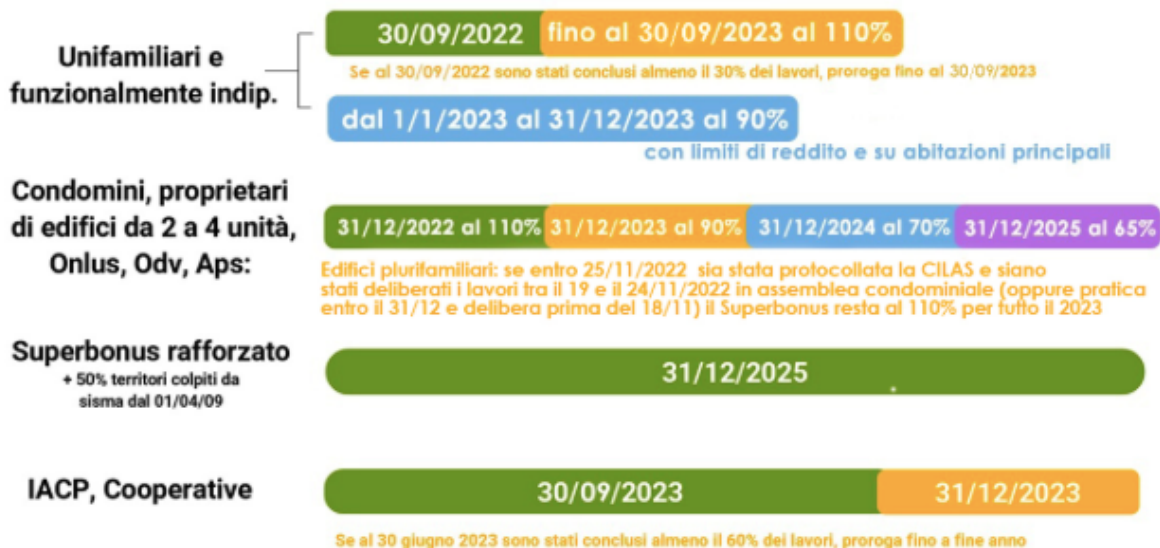 Unifamiliari e
funzionalmente indip.
30/09/2022 fino al 30/09/2023 al 110%
Se al 30/09/2022 sono stati conclusi almeno il 30% dei lavori, proroga fino al 30/09/2023
dal 1/1/2023 al 31/12/2023 al 90%
con limiti di reddito e su abitazioni principali
Condomini, proprietari
di edifici da 2 a 4 unità,
Onlus, Odv, Aps:
31/12/2022 al 110% 31/12/2023 al 90% 31/12/2024 al 70% 31/12/2025 al 65%
Edifici plurifamiliari: se entro 25/11/2022 sia stata protocollata la CILAS e siano
stati deliberati i lavori tra il 19 e il 24/11/2022 in assemblea condominiale (oppure pratica
entro il 31/12 e delibera prima del 18/11) il Superbonus resta al 110% per tutto il 2023
Superbonus rafforzato
+ 50% territori colpiti da
sisma dal 01/04/09
31/12/2025
IACP, Cooperative
30/09/2023 31/12/2023
Se al 30 giugno 2023 sono stati conclusi almeno il 60% dei lavori, proroga fino a fine anno